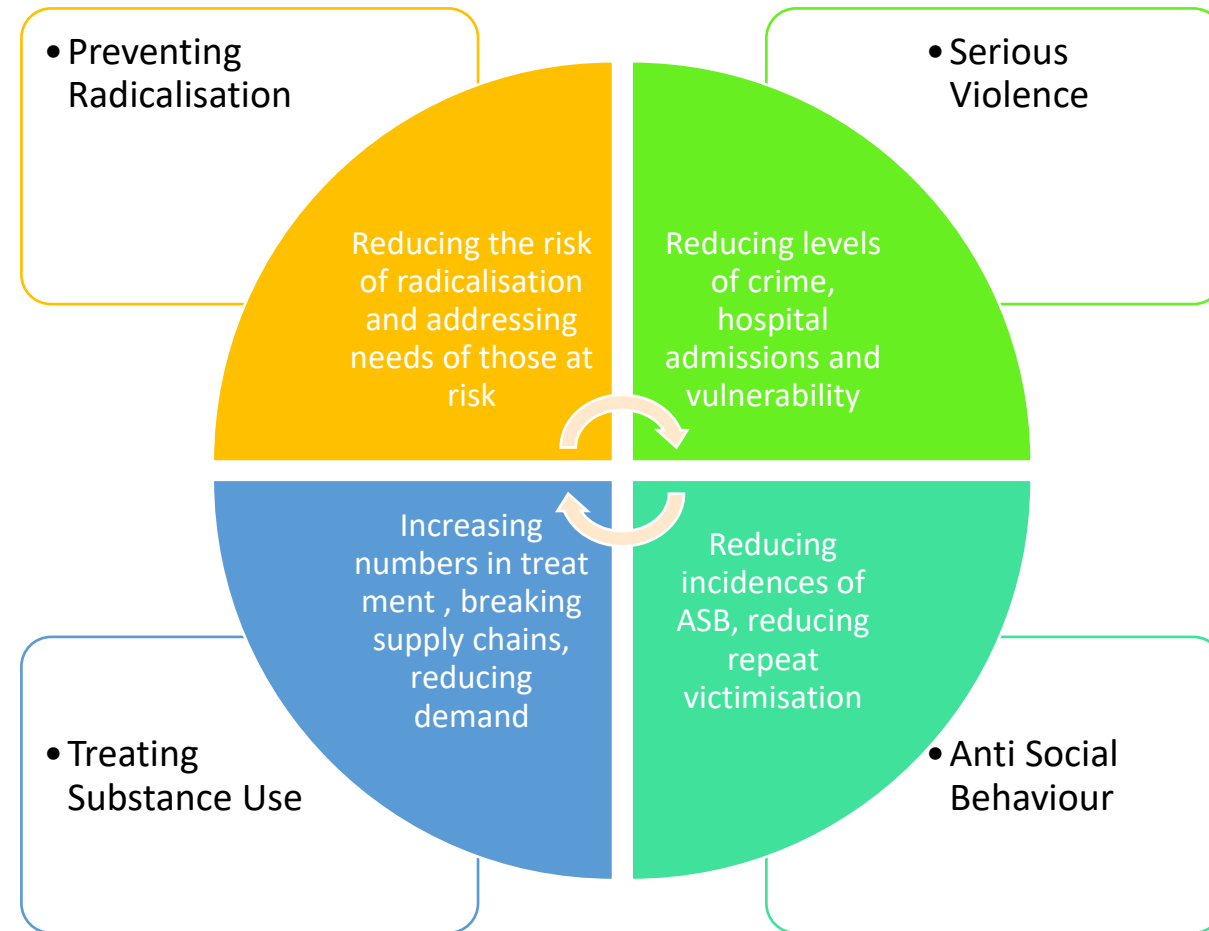 • Preventing
Radicalisation
• Serious
Violence
Reducing the risk
of radicalisation
and addressing
needs of those at
risk
Reducing levels
of crime,
hospital
admissions and
vulnerability
Increasing
numbers in treat
ment , breaking
supply chains,
reducing
demand
Reducing
incidences of
ASB, reducing
repeat
victimisation
• Treating
Substance Use
• Anti Social
Behaviour